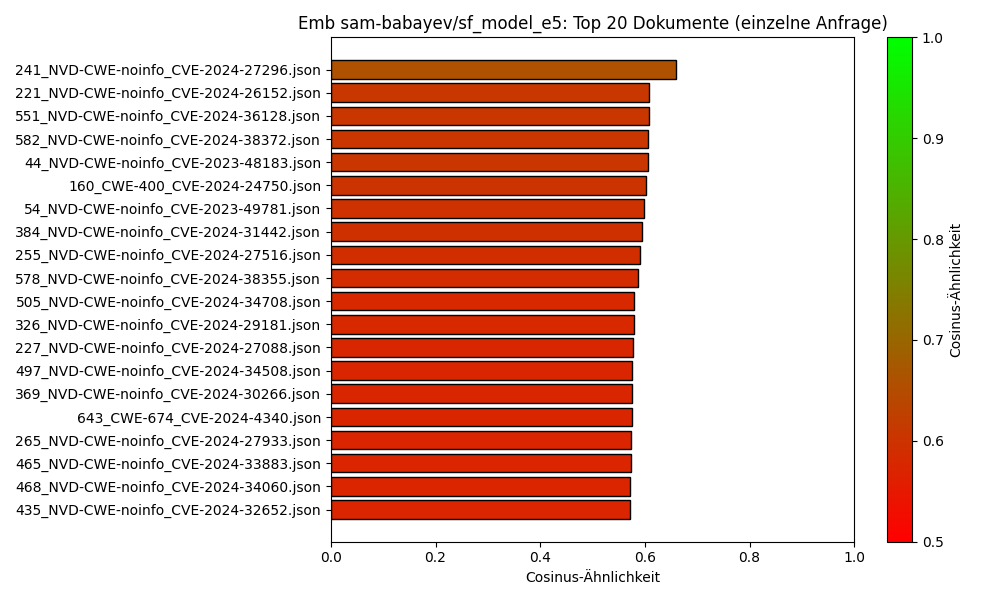 Emb sam-babayev/sf_model_e5: Top 20 Dokumente (einzelne Anfrage)
241_NVD-CWE-noinfo_CVE-2024-27296.json
221_NVD-CWE-noinfo_CVE-2024-26152.json
551_NVD-CWE-noinfo_CVE-2024-36128.json
582_NVD-CWE-noinfo_CVE-2024-38372.json
44_NVD-CWE-noinfo_CVE-2023-48183.json
160_CWE-400_CVE-2024-24750.json
54_NVD-CWE-noinfo_CVE-2023-49781.json
384_NVD-CWE-noinfo_CVE-2024-31442.json
255_NVD-CWE-noinfo_CVE-2024-27516.json
578_NVD-CWE-noinfo_CVE-2024-38355.json
505_NVD-CWE-noinfo_CVE-2024-34708.json
326_NVD-CWE-noinfo_CVE-2024-29181.json
227_NVD-CWE-noinfo_CVE-2024-27088.json
497_NVD-CWE-noinfo_CVE-2024-34508.json
369_NVD-CWE-noinfo_CVE-2024-30266.json
643_CWE-674_CVE-2024-4340.json
265_NVD-CWE-noinfo_CVE-2024-27933.json
465_NVD-CWE-noinfo_CVE-2024-33883.json
468_NVD-CWE-noinfo_CVE-2024-34060.json
435_NVD-CWE-noinfo_CVE-2024-32652.json
0.0 0.2 0.4 0.6 0.8 1.0
Cosinus-Ähnlichkeit
1.0
0.9
0.8
0.7
0.6
0.5
Cosinus-Ähnlichkeit